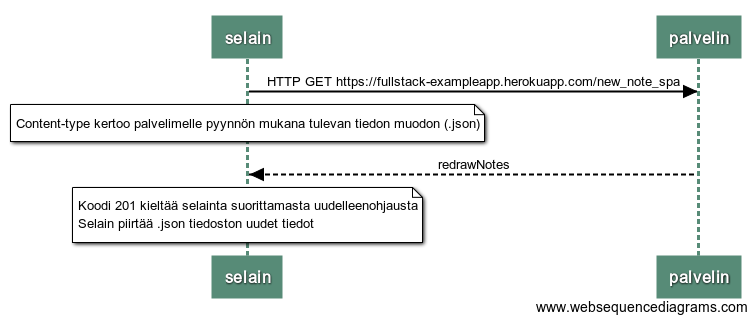 selain
palvelin
HTTP GET https://fullstack-exampleapp.herokuapp.com/new_note_spa
Content-type kertoo palvelimelle pyynnön mukana tulevan tiedon muodon (.json)
redrawNotes
Koodi 201 kieltää selainta suorittamasta uudelleenohjausta
Selain piirtää .json tiedoston uudet tiedot
selain
palvelin
www.websequencediagrams.com